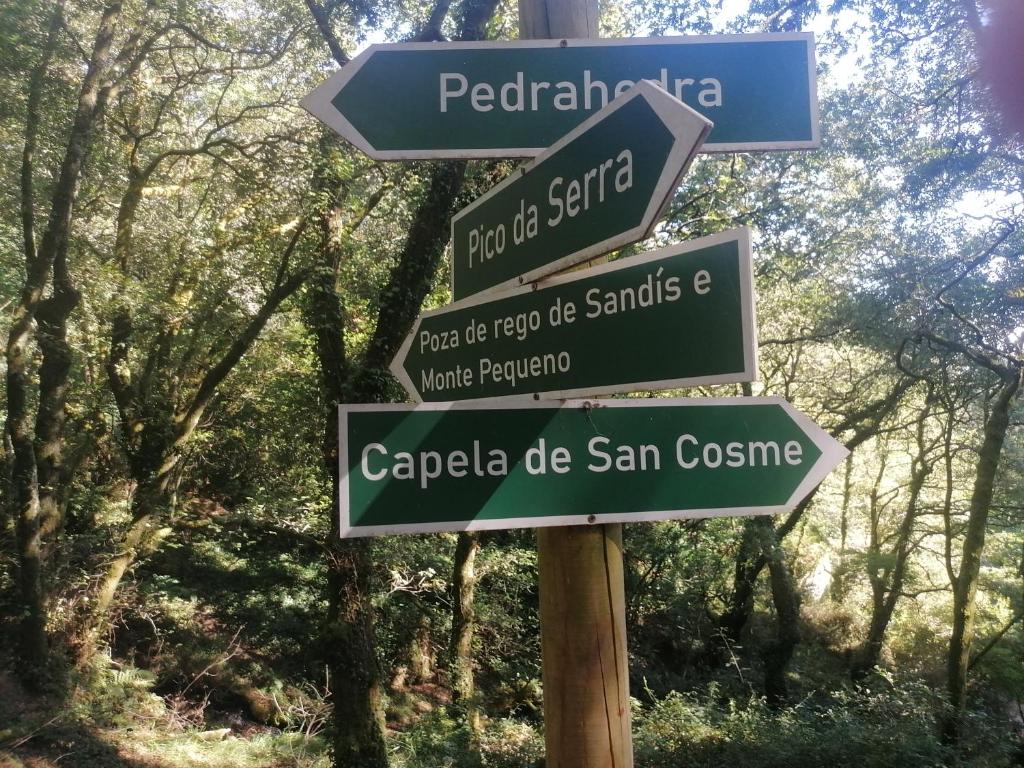 Pedrahedra
Pico da Serra
Poza de rego de Sandís e
Monte Pequeno
Capela de San Cosme